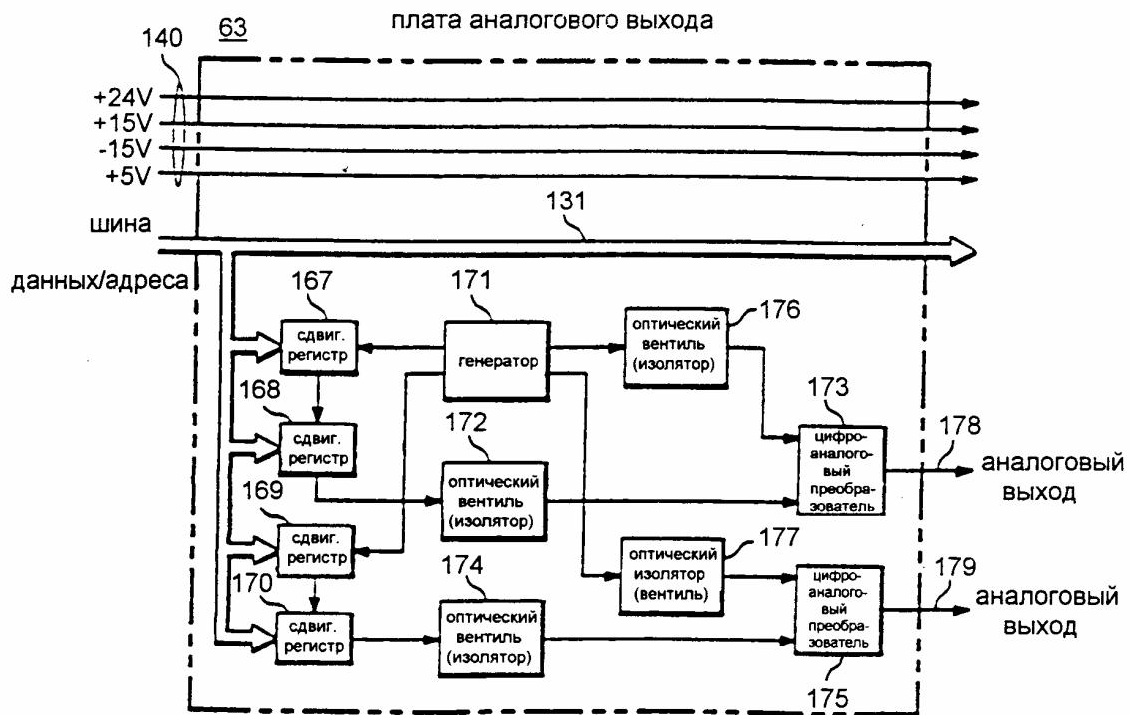 плата аналогового выхода
63
140
+24V
+15V
-15V
+5V
шина
данных/адреса
131
167
171
176
сдвиг.
регистр
генератор
оптический
вентиль
(изолятор)
168
172
173
178
сдвиг.
регистр
оптический
вентиль
(изолятор)
цифро-
аналого-
вый
преобра-
зователь
аналоговый
выход
169
174
177
179
сдвиг.
регистр
оптический
изолятор
(вентиль)
170
сдвиг.
регистр
оптический
вентиль
(изолятор)
цифро-
аналого-
вый
преобра-
зователь
аналоговый
выход
175